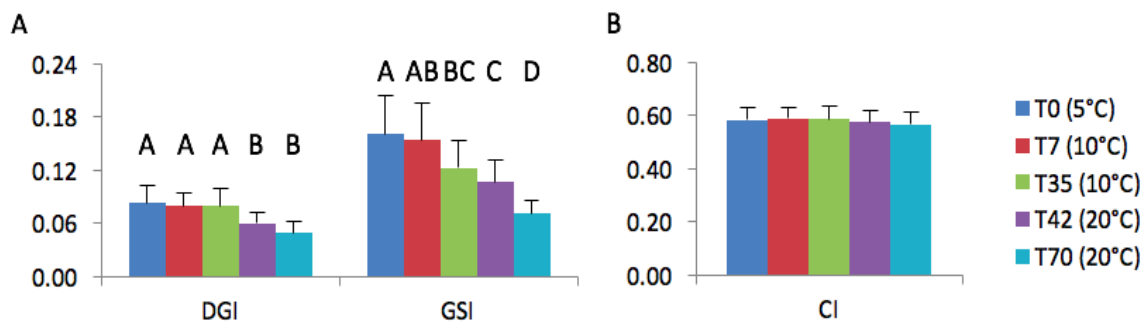 A
0.24
0.18
0.12
0.06
0.00
A A A B B
A AB BC C D
DGI GSI
B
0.80
0.60
0.40
0.20
0.00
CI
T0 (5°C)
T7 (10°C)
T35 (10°C)
T42 (20°C)
T70 (20°C)